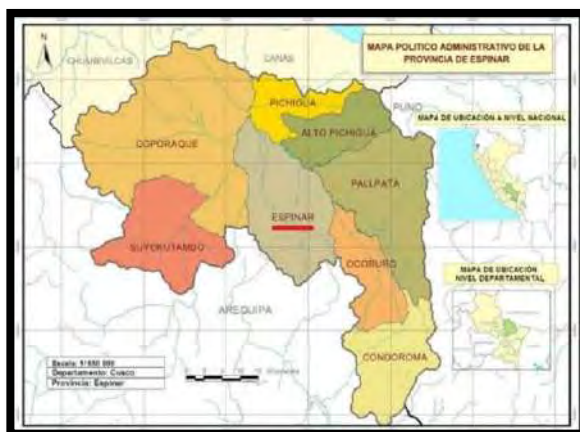 N
MAPA POLITICO ADMINISTRATIVO DE LA
PROVINCIA DE ESPINAR
CHUMBIVILCAS
CANAS
PUNO
PICHIGUA
ALTO PICHIGUA
COPORAQUE
PALLPATA
ESPINAR
SUYCKUTAMBO
OCORURO
AREQUIPA
CONDOROMA
MAPA DE UBICACIÓN A NIVEL NACIONAL
MAPA DE UBICACIÓN
NIVEL DEPARTAMENTAL
Departamento: Cusco
Provincia: Espinar